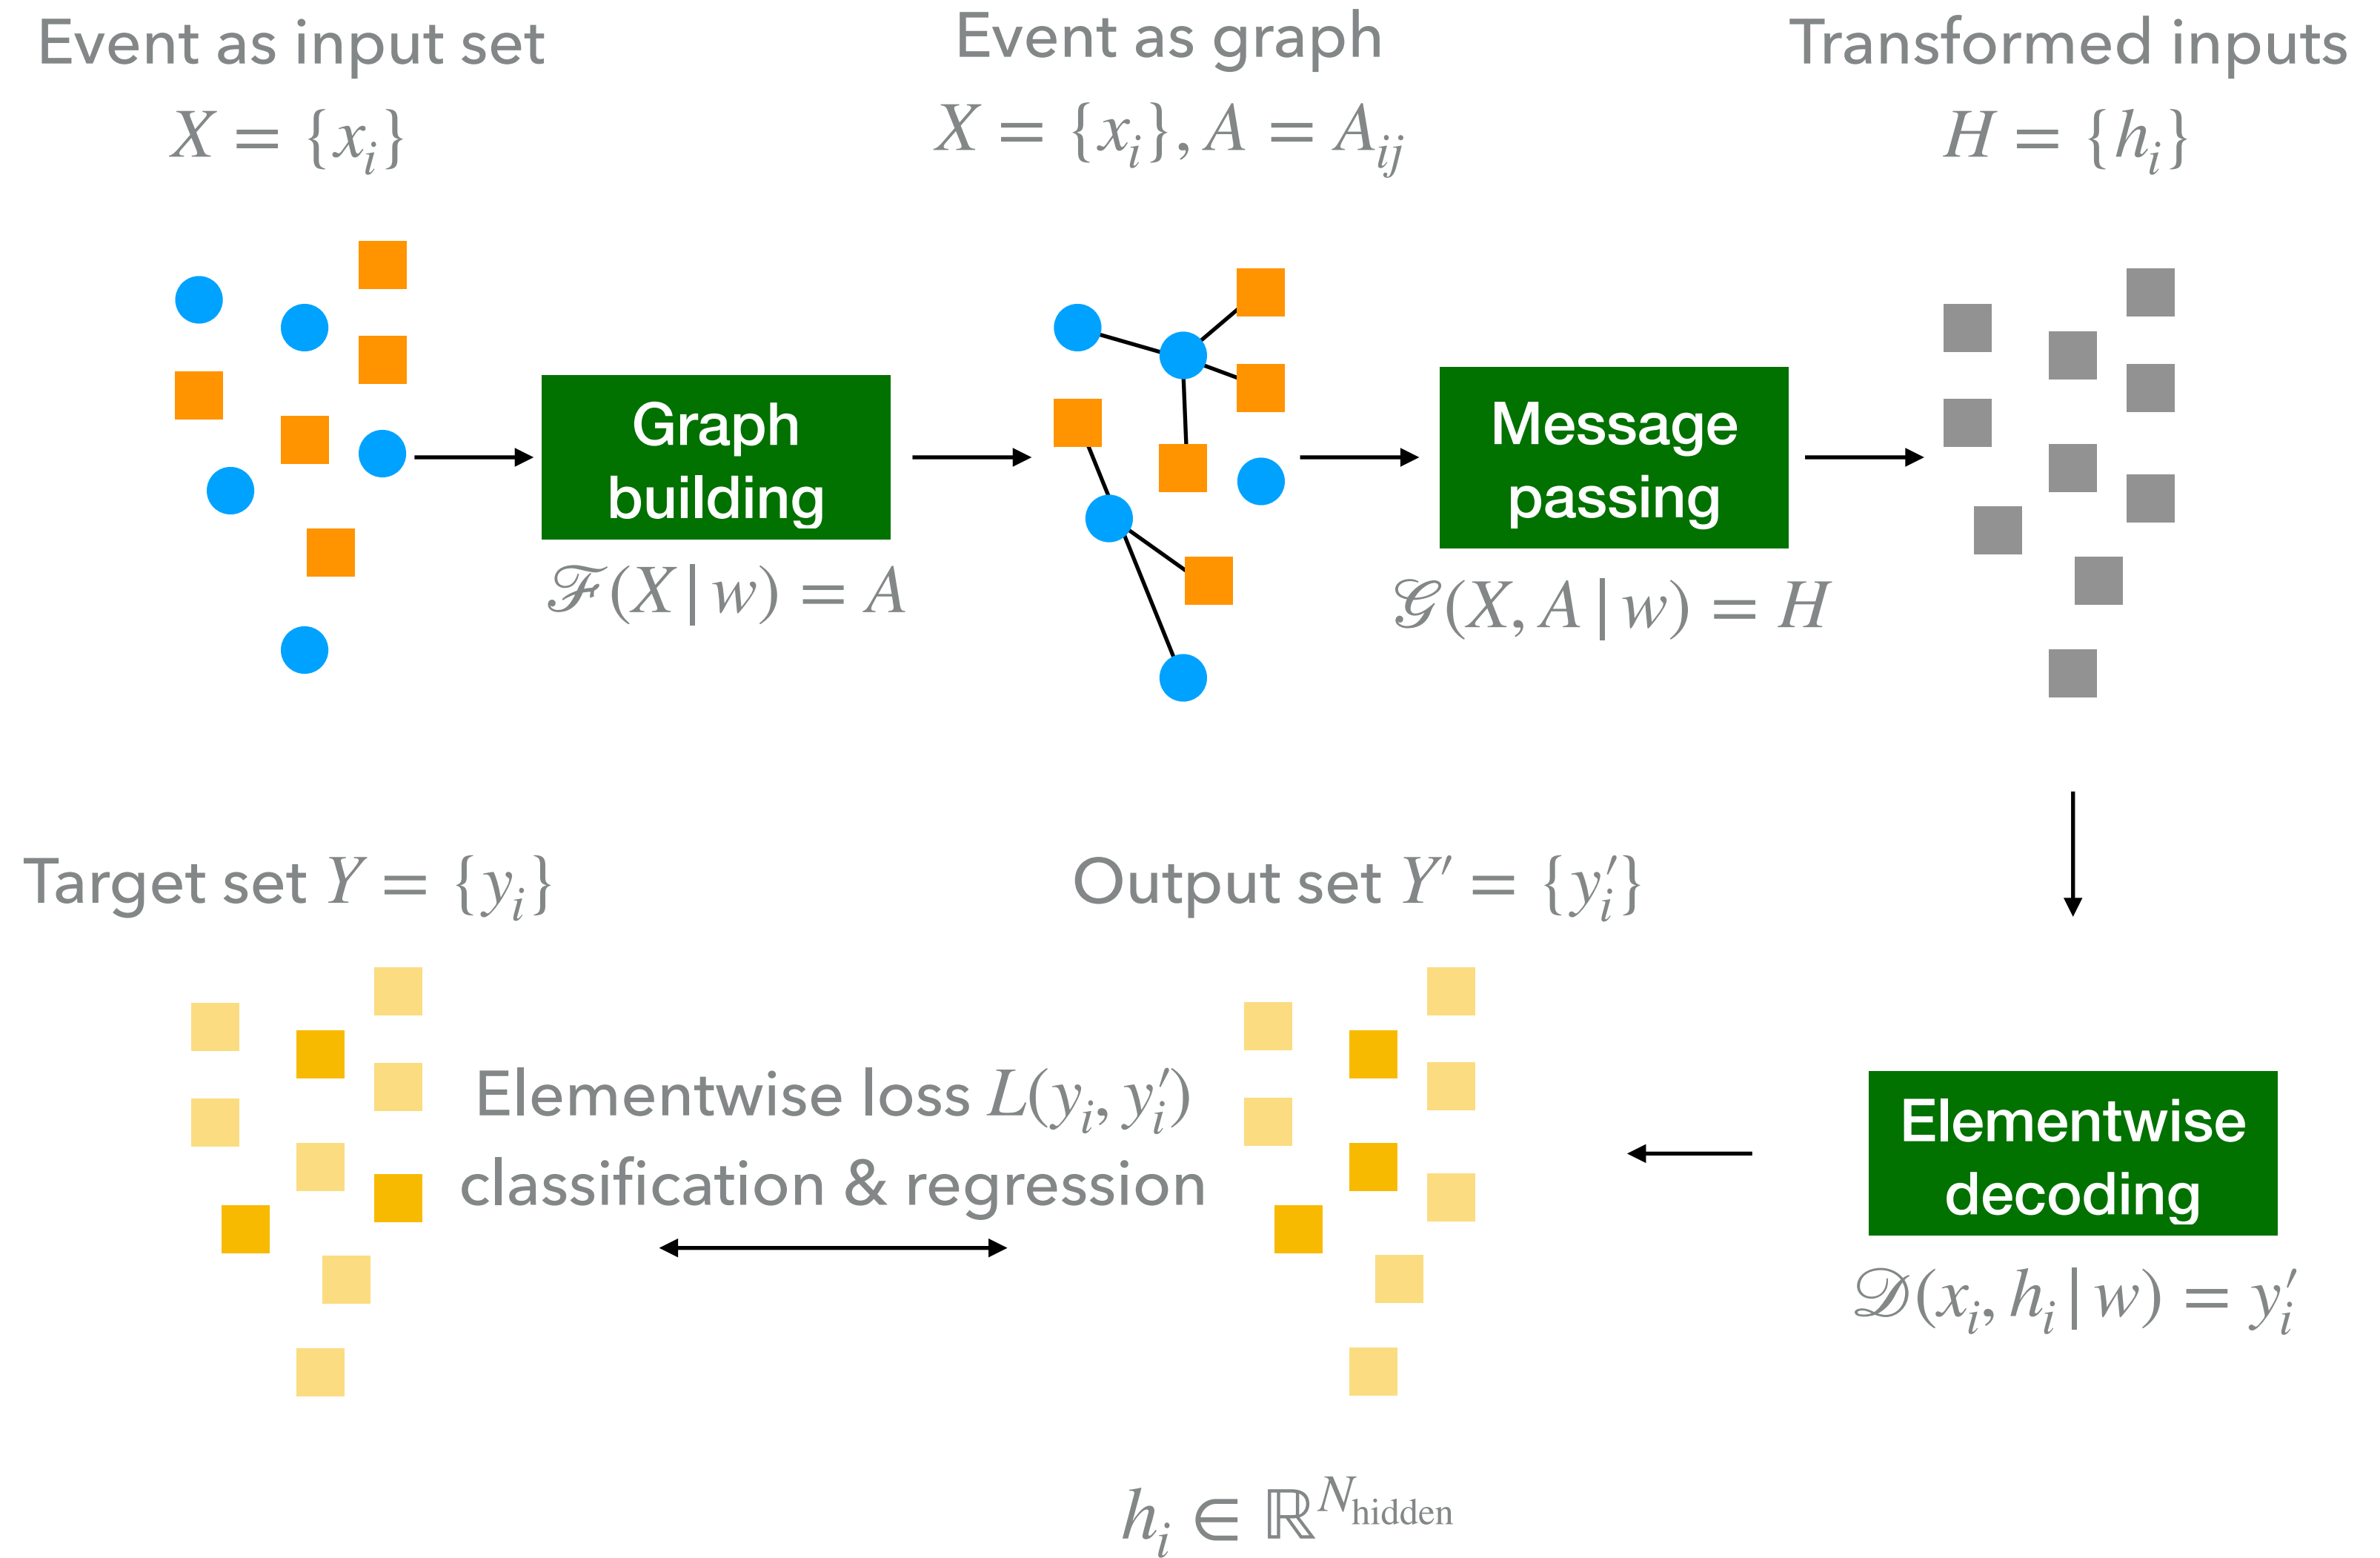 Event as input set
X = {x_i}
Event as graph
X = {x_i}, A = A_ij
Transformed inputs
H = {h_i}
Graph
building
ℱ(X | w) = A
Message
passing
𝒢(X, A | w) = H
Target set Y = {y_i}
Output set Y′ = {y′_i}
Elementwise loss L(y_i, y′_i)
classification & regression
Elementwise
decoding
𝒟(x_i, h_i | w) = y′_i
h_i ∈ ℝ^N_hidden